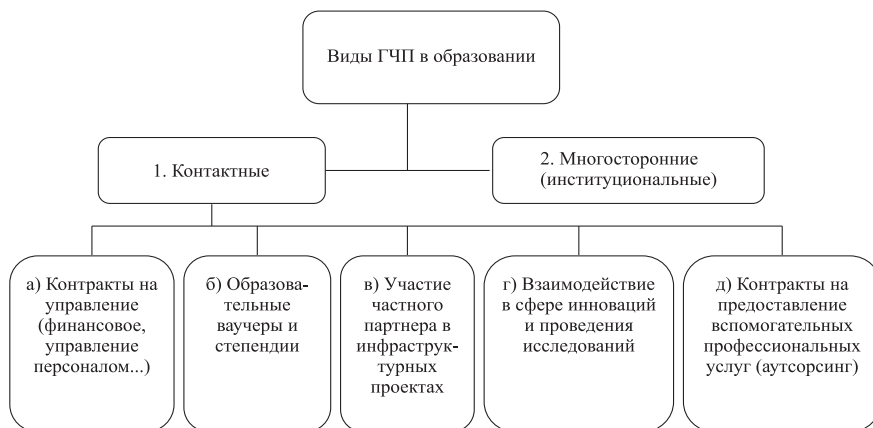 Виды ГЧП в образовании
1. Контактные
2. Многосторонние
(институциональные)
а) Контракты на
управление
(финансовое,
управление
персоналом...)
б) Образова-
тельные
ваучеры и
степендии
в) Участие
частного
партнера в
инфраструк-
турных
проектах
г) Взаимодействие
в сфере инноваций
и проведения
исследований
д) Контракты на
предоставление
вспомогательных
профессиональных
услуг (аутсорсинг)